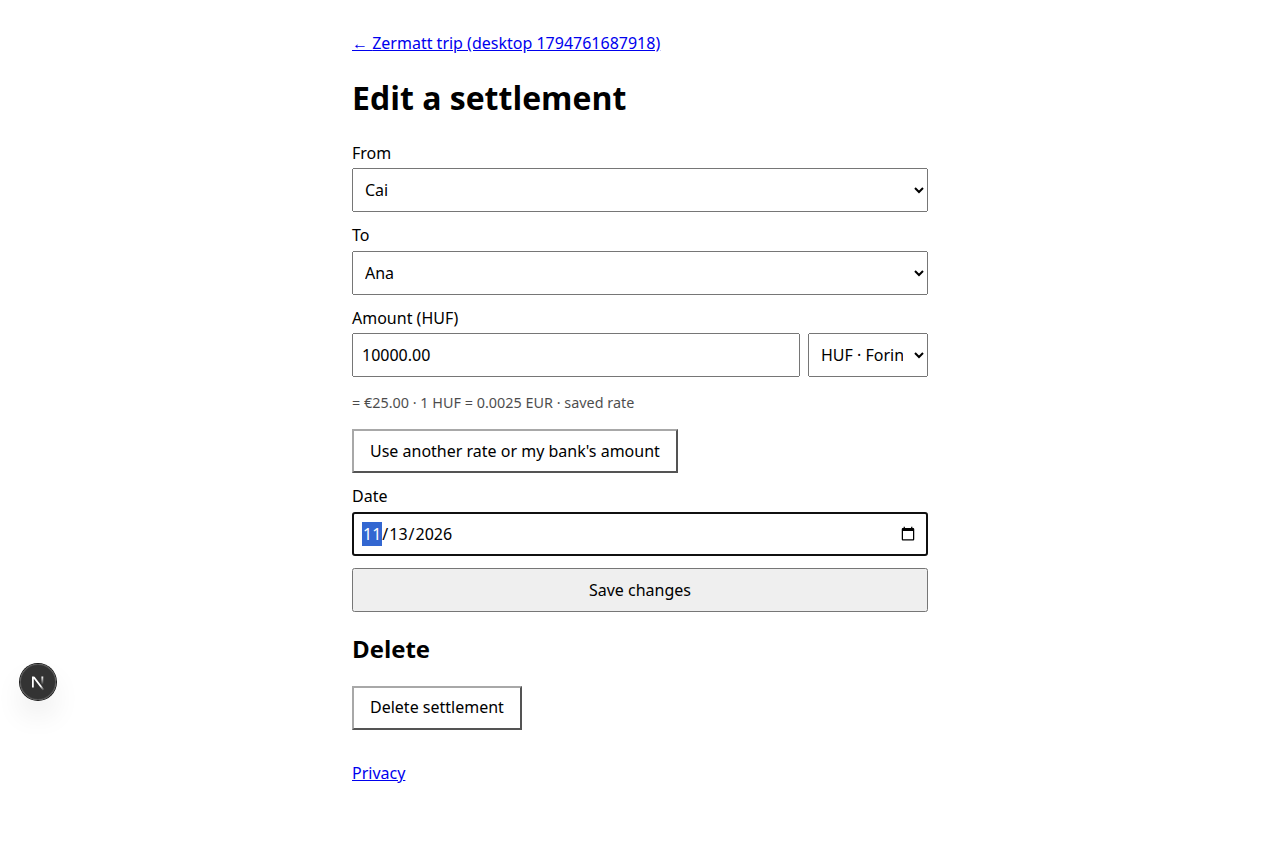 ← Zermatt trip (desktop 1794761687918)
Edit a settlement
From
Cai
To
Ana
Amount (HUF)
10000.00 HUF · Forin
= €25.00 · 1 HUF = 0.0025 EUR · saved rate
Use another rate or my bank's amount
Date
11/13/2026
Save changes
Delete
Delete settlement
N
Privacy